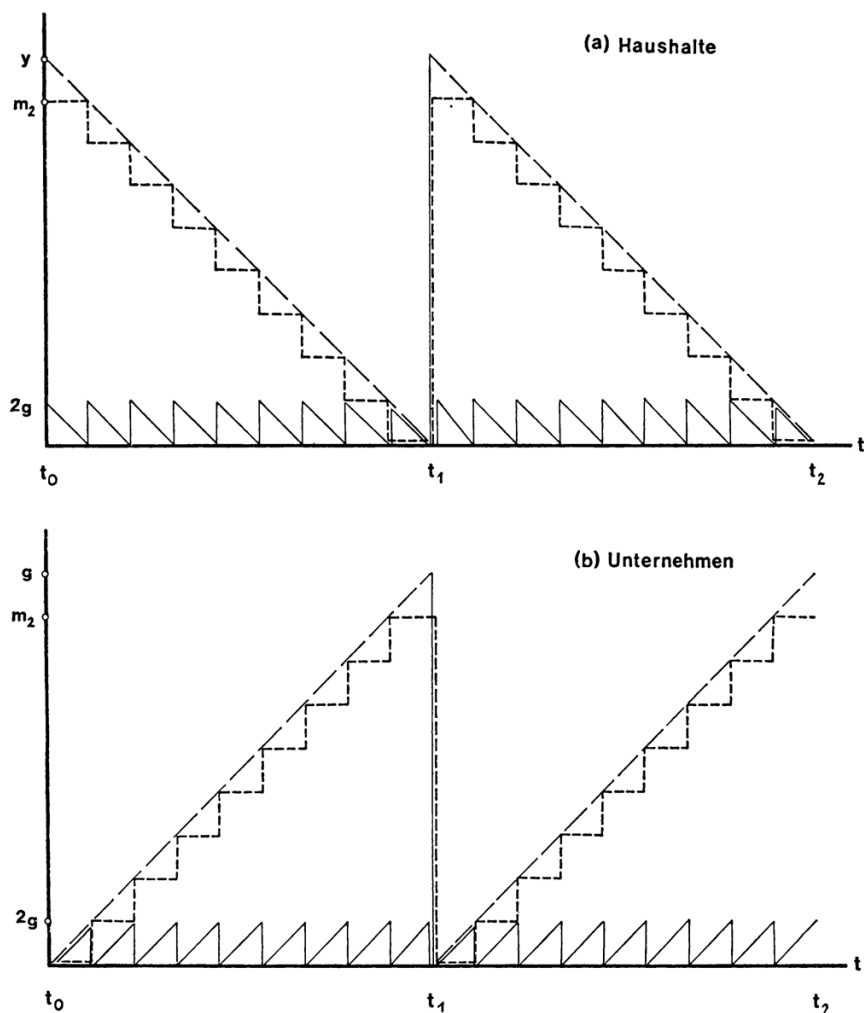 (a) Haushalte
y
m₂
2g
t
t₀
t₁
t₂
(b) Unternehmen
g
m₂
2g
t
t₀
t₁
t₂